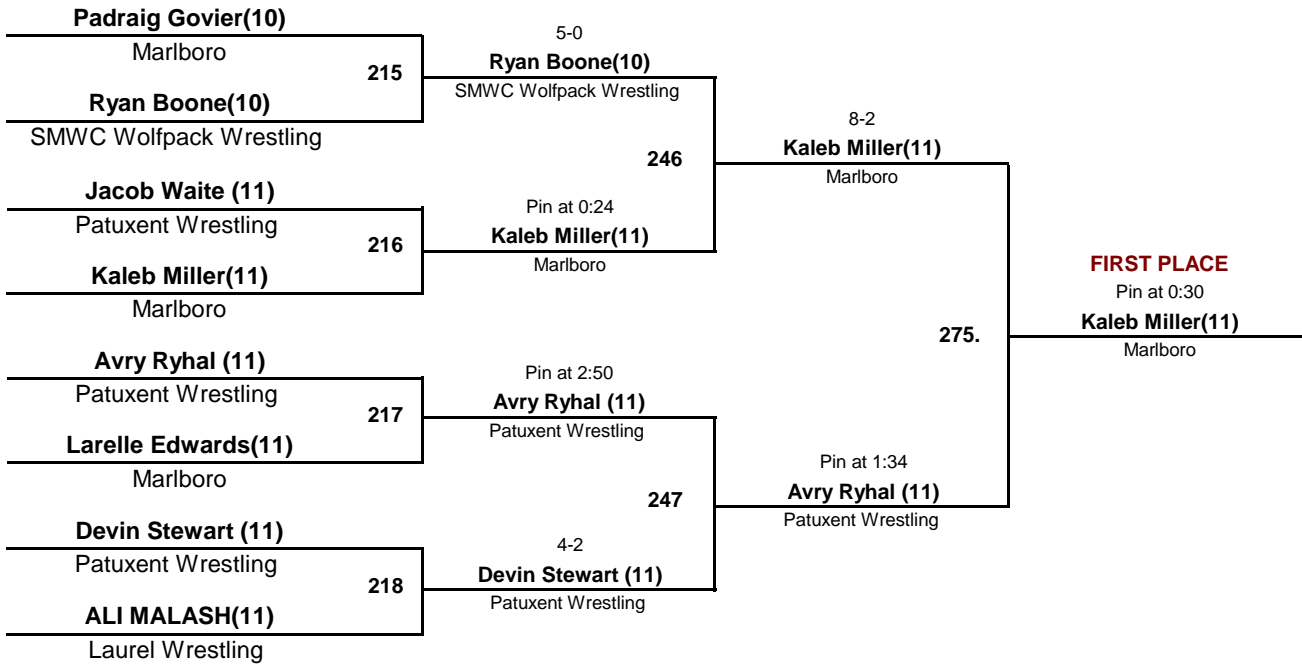 Padraig Govier(10)
Marlboro
215
Ryan Boone(10)
SMWC Wolfpack Wrestling
Jacob Waite (11)
Patuxent Wrestling
216
Kaleb Miller(11)
Marlboro
Avry Ryhal (11)
Patuxent Wrestling
217
Larelle Edwards(11)
Marlboro
Devin Stewart (11)
Patuxent Wrestling
218
ALI MALASH(11)
Laurel Wrestling
5-0
Ryan Boone(10)
SMWC Wolfpack Wrestling
246
Pin at 0:24
Kaleb Miller(11)
Marlboro
Pin at 2:50
Avry Ryhal (11)
Patuxent Wrestling
247
4-2
Devin Stewart (11)
Patuxent Wrestling
8-2
Kaleb Miller(11)
Marlboro
275.
Pin at 1:34
Avry Ryhal (11)
Patuxent Wrestling
FIRST PLACE
Pin at 0:30
Kaleb Miller(11)
Marlboro